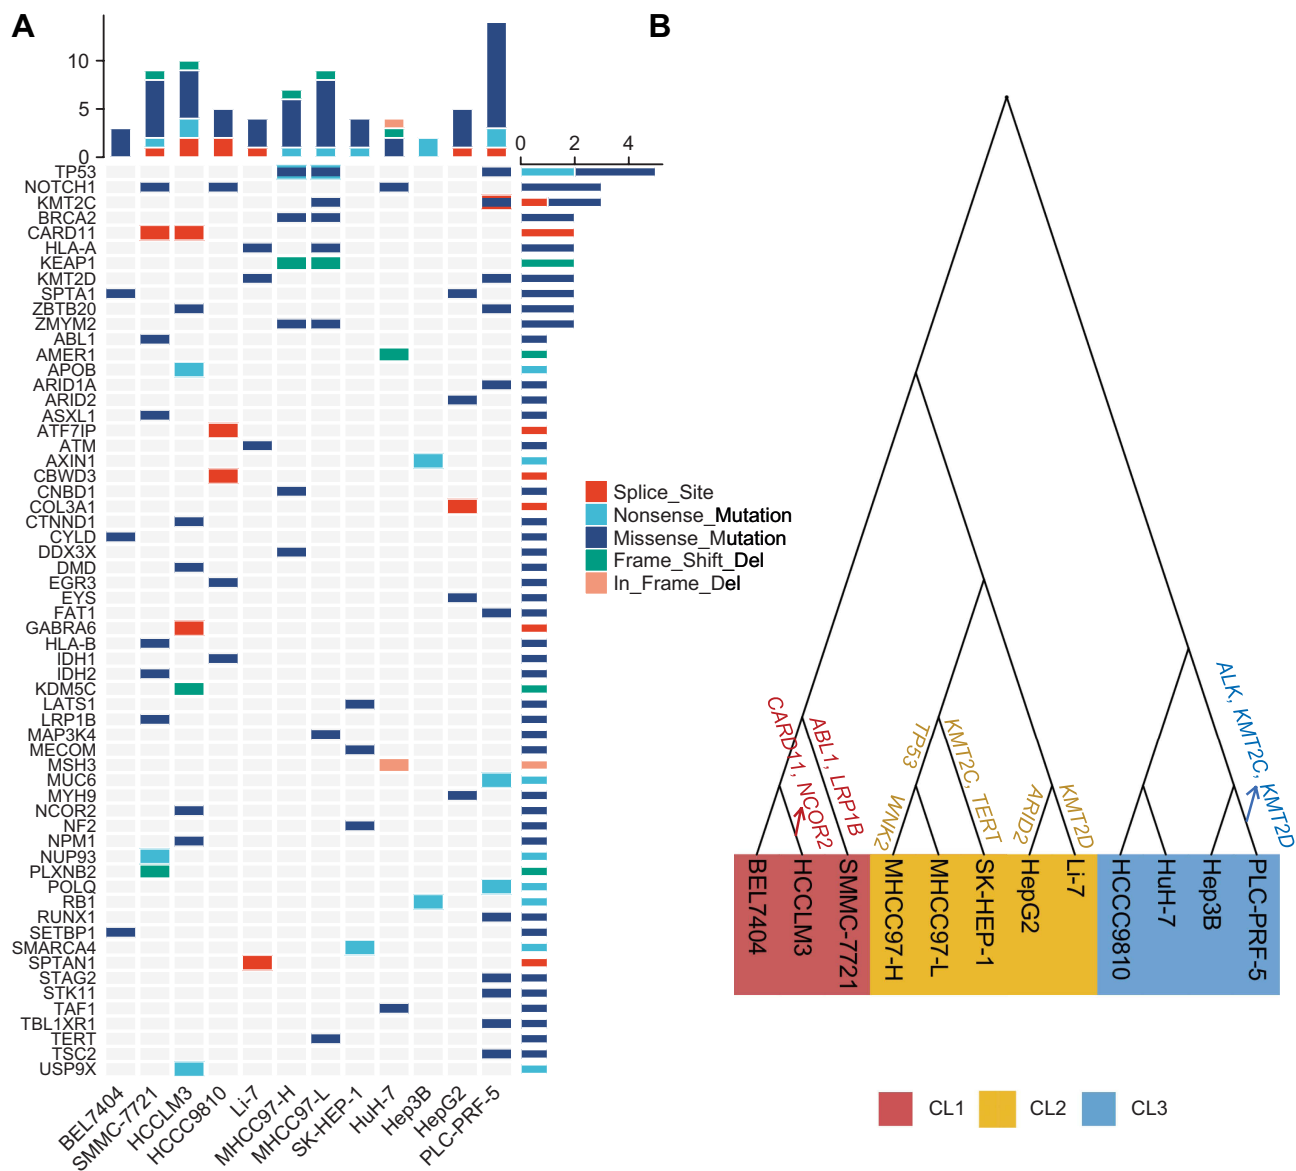 A
B
10
5
0
0
2
4
TP53
NOTCH1
KMT2C
BRCA2
CARD11
HLA-A
KEAP1
KMT2D
SPTA1
ZBTB20
ZMYM2
ABL1
AMER1
APOB
ARID1A
ARID2
ASXL1
ATF7IP
ATM
AXIN1
CBWD3
CNBD1
COL3A1
CTNND1
CYLD
DDX3X
DMD
EGR3
EYS
FAT1
GABRA6
HLA-B
IDH1
IDH2
KDM5C
LATS1
LRP1B
MAP3K4
MECOM
MSH3
MUC6
MYH9
NCOR2
NF2
NPM1
NUP93
PLXNB2
POLQ
RB1
RUNX1
SETBP1
SMARCA4
SPTAN1
STAG2
STK11
TAF1
TBL1XR1
TERT
TSC2
USP9X
BEL7404
SMMC-7721
HCCLM3
HCCC9810
Li-7
MHCC97-H
MHCC97-L
SK-HEP-1
HuH-7
Hep3B
HepG2
PLC-PRF-5
Splice_Site
Nonsense_Mutation
Missense_Mutation
Frame_Shift_Del
In_Frame_Del
CARD11, NCOR2
ABL1, LRP1B
TP53
WNK2
KMT2C, TERT
ARID2
KMT2D
ALK, KMT2C, KMT2D
BEL7404
HCCLM3
SMMC-7721
MHCC97-H
MHCC97-L
SK-HEP-1
HepG2
Li-7
HCCC9810
HuH-7
Hep3B
PLC-PRF-5
CL1
CL2
CL3